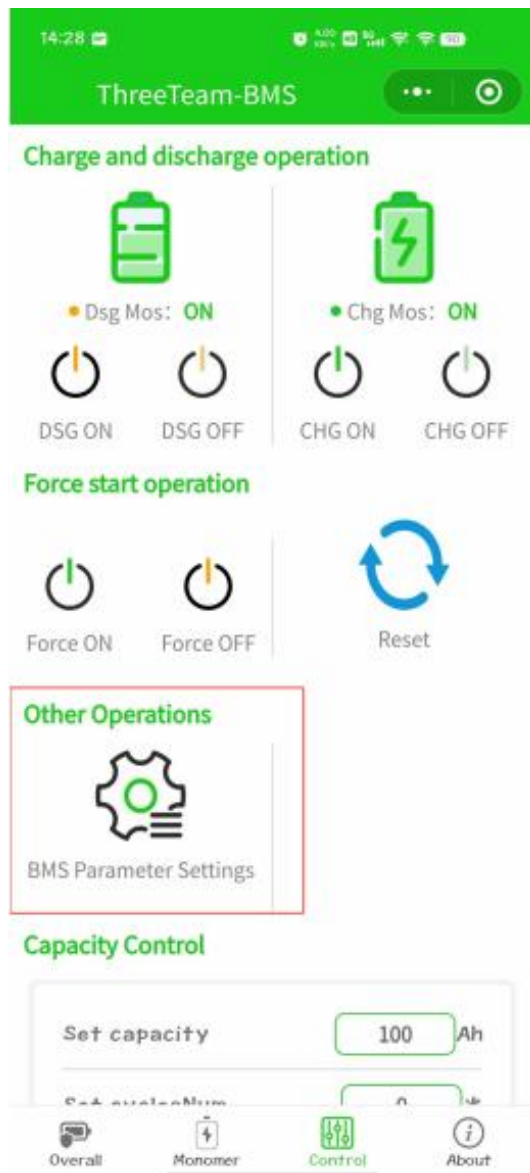 14:28
ThreeTeam-BMS
Charge and discharge operation
Dsg Mos: ON
Chg Mos: ON
DSG ON
DSG OFF
CHG ON
CHG OFF
Force start operation
Force ON
Force OFF
Reset
Other Operations
BMS Parameter Settings
Capacity Control
Set capacity
100
Ah
Overall
Monomer
Control
About